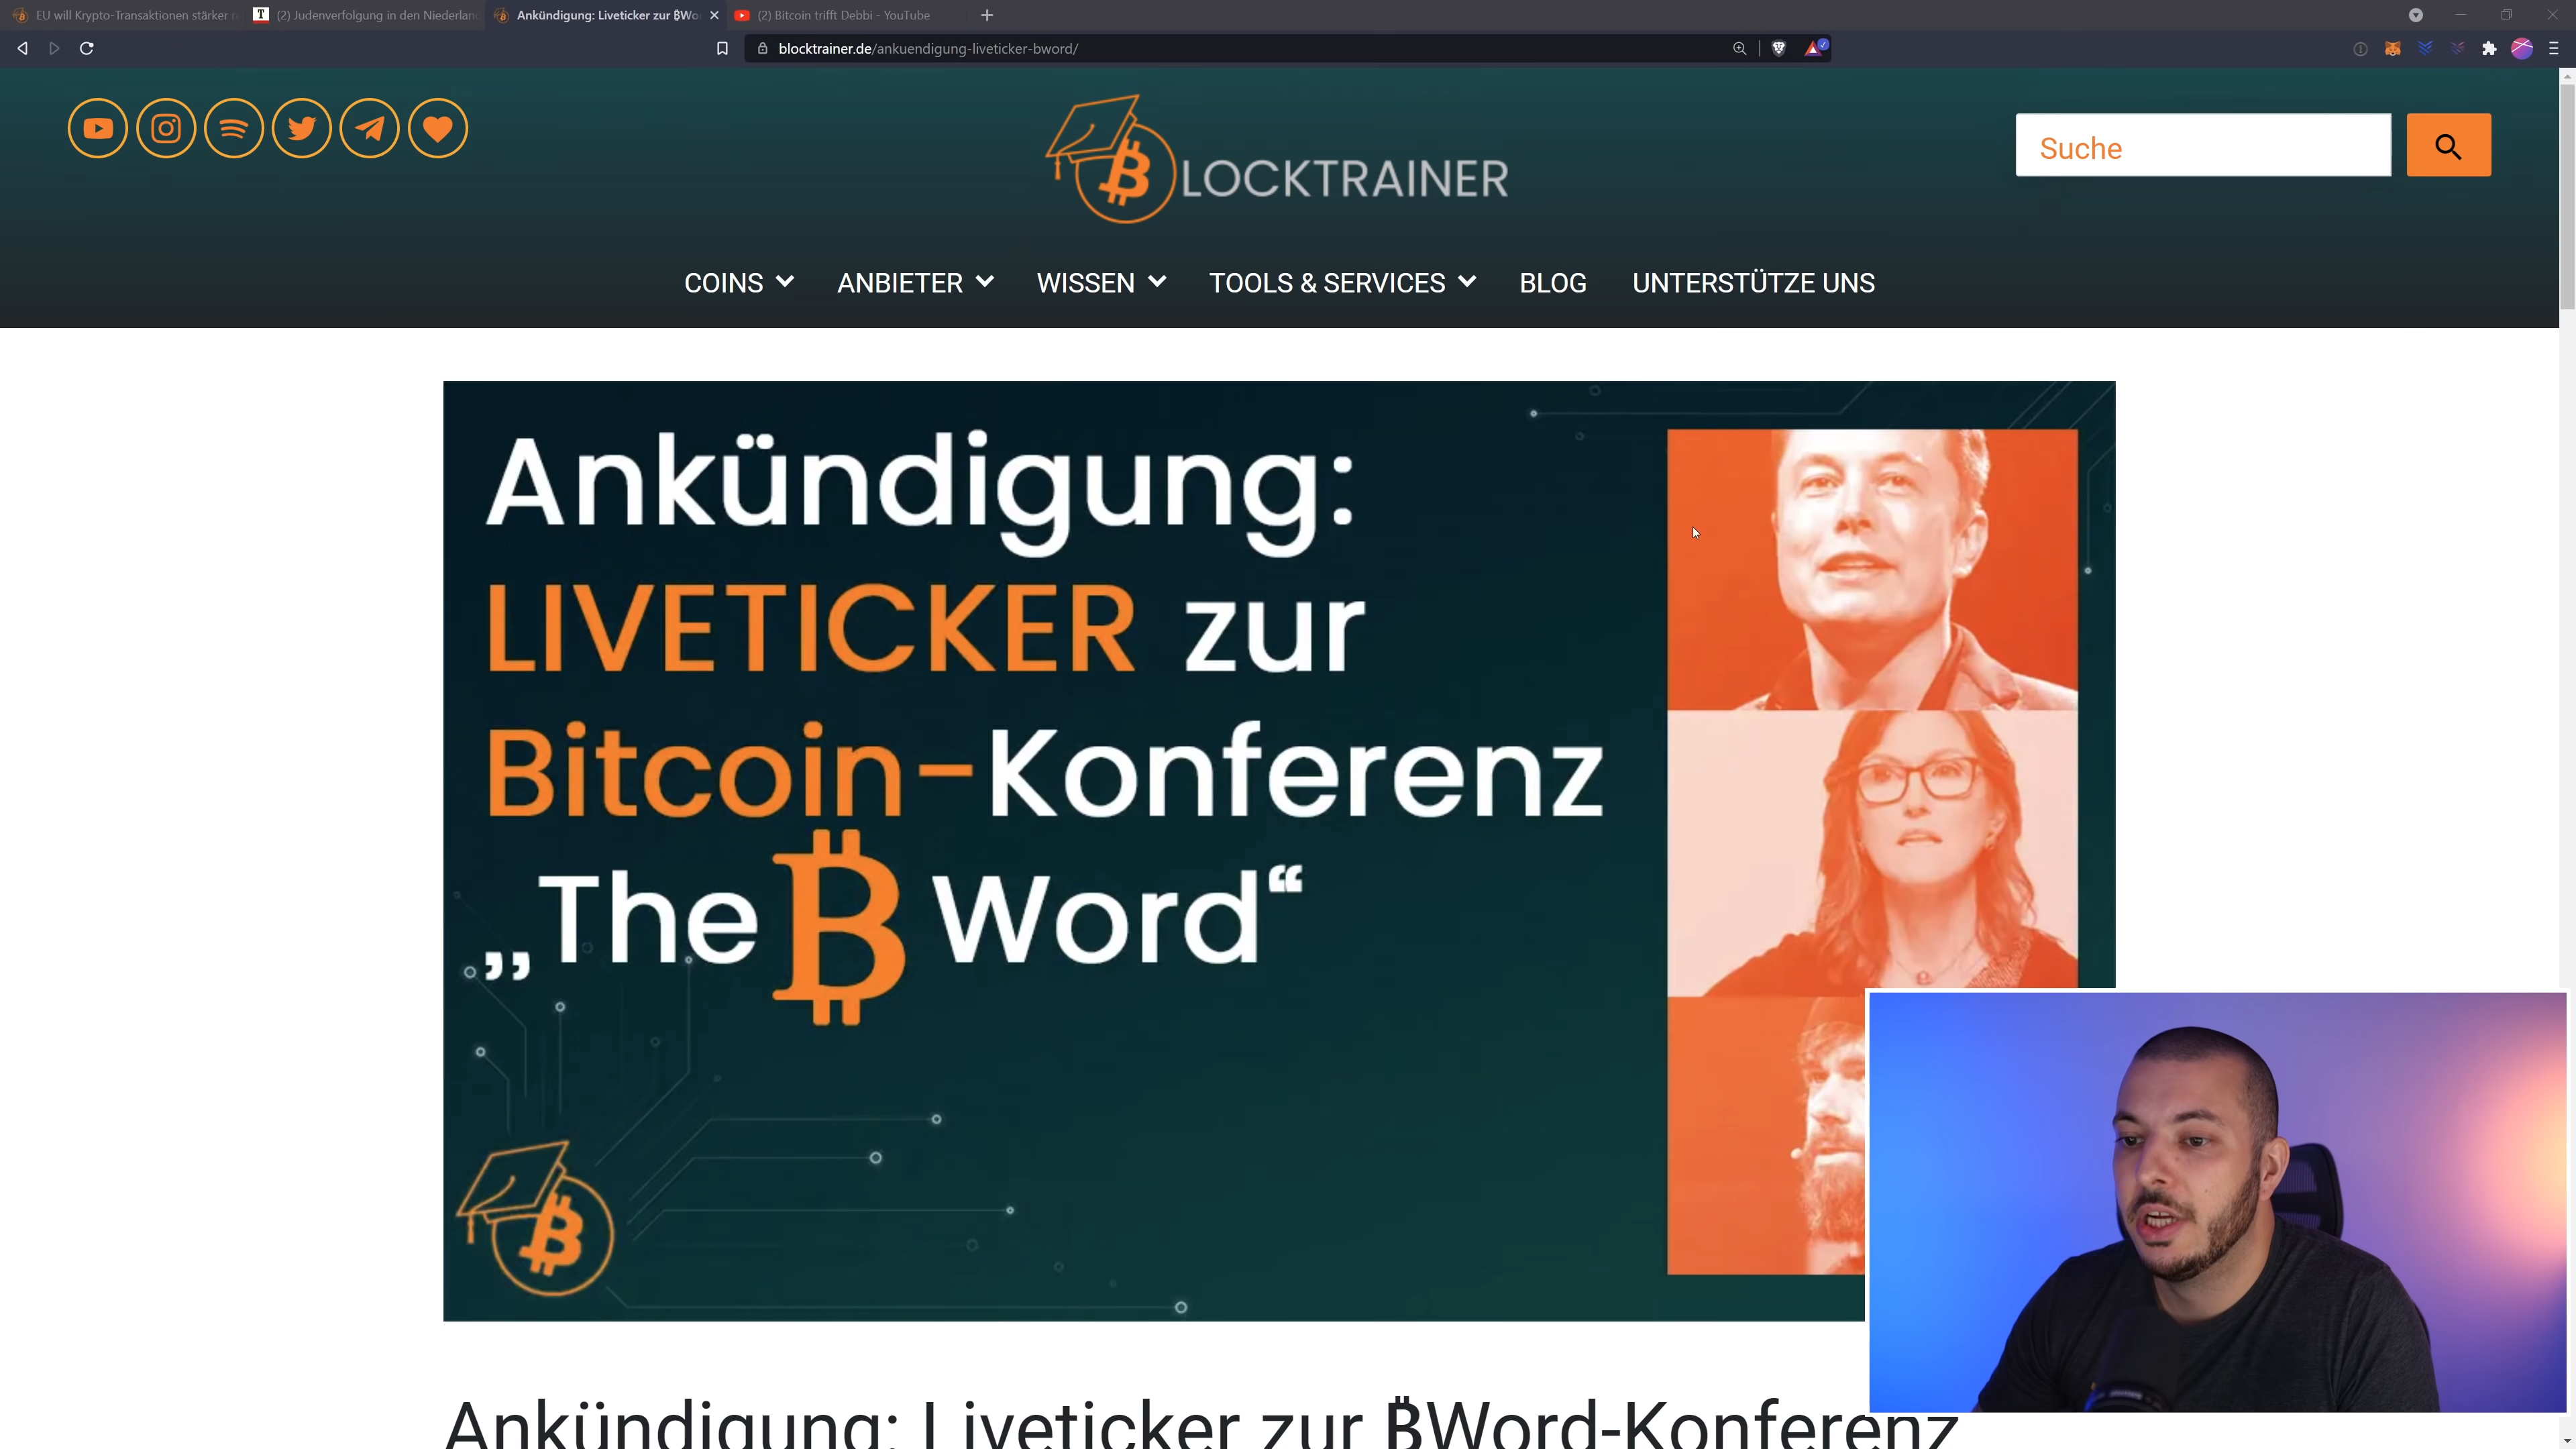 EU will Krypto-Transaktionen stärker r
(2) Judenverfolgung in den Niederlan
Ankündigung: Liveticker zur ₿Wo
(2) Bitcoin trifft Debbi - YouTube
blocktrainer.de/ankuendigung-liveticker-bword/
₿LOCKTRAINER
Suche
COINS
ANBIETER
WISSEN
TOOLS & SERVICES
BLOG
UNTERSTÜTZE UNS
Ankündigung:
LIVETICKER zur
Bitcoin-Konferenz
„The ₿ Word“
Ankündigung: Liveticker zur ₿Word-Konferenz